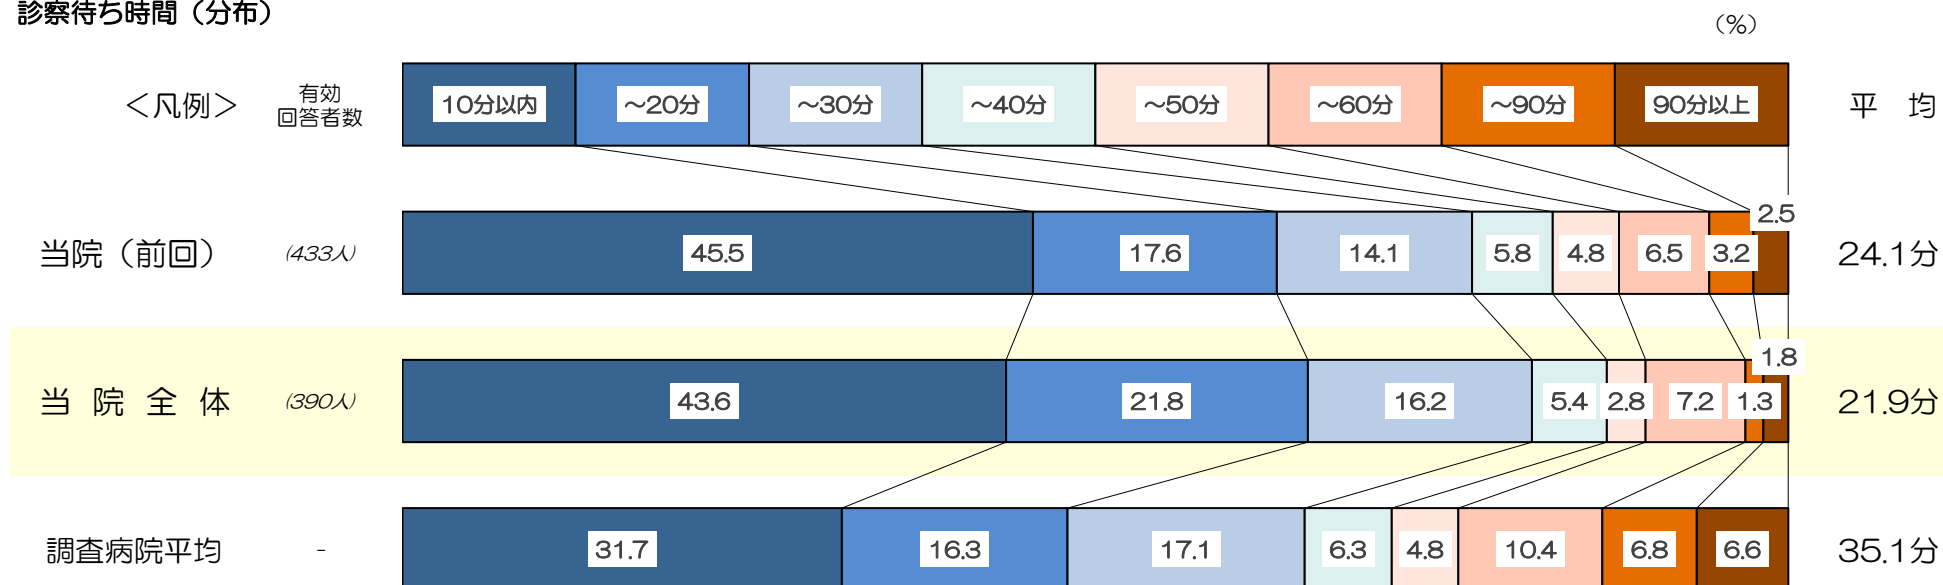 診察待ち時間（分布）
（%）
＜凡例＞ 有効回答者数 10分以内 ～20分 ～30分 ～40分 ～50分 ～60分 ～90分 90分以上 平 均
当院（前回） (433人) 45.5 17.6 14.1 5.8 4.8 6.5 3.2 2.5 24.1分
当 院 全 体 (390人) 43.6 21.8 16.2 5.4 2.8 7.2 1.3 1.8 21.9分
調査病院平均 - 31.7 16.3 17.1 6.3 4.8 10.4 6.8 6.6 35.1分